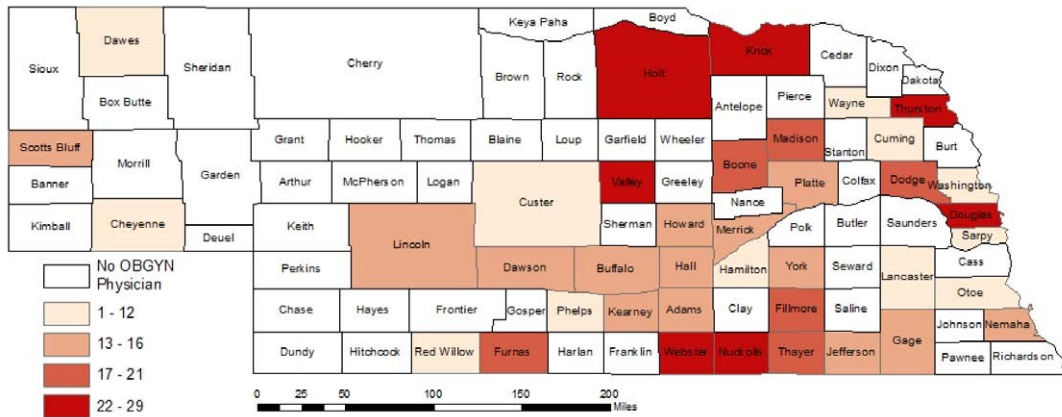 Boyd
Keya Paha
Dawes
Knox
Cedar
Sioux
Sheridan
Cherry
Holt
Dixon
Brown
Rock
Dakota
Box Butte
Pierce
Antelope
Wayne
Thurston
Scotts Bluff
Grant
Hooker
Thomas
Blaine
Loup
Garfield
Wheeler
Madison
Stanton
Cuming
Burt
Morrill
Garden
Banner
Arthur
McPherson
Logan
Valley
Greeley
Boone
Platte
Colfax
Dodge
Washington
Custer
Nance
Kimball
Cheyenne
Deuel
Keith
Lincoln
Sherman
Howard
Merrick
Polk
Butler
Saunders
Douglas
Sarpy
No OBGYN
Physician
Perkins
Dawson
Buffalo
Hall
Hamilton
York
Seward
Lancaster
Cass
Otoe
1 - 12
Chase
Hayes
Frontier
Gosper
Phelps
Kearney
Adams
Clay
Fillmore
Saline
13 - 16
Johnson
Nemaha
Gage
17 - 21
Dundy
Hitchcock
Red Willow
Furnas
Harlan
Franklin
Webster
Nuckolls
Thayer
Jefferson
Pawnee
Richardson
22 - 29
0 50 100 150 200
Miles